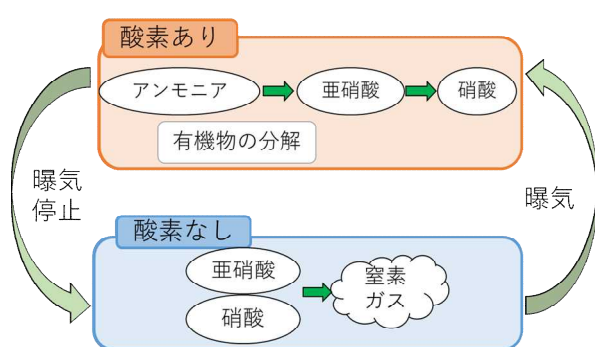 酸素あり
アンモニア
亜硝酸
硝酸
有機物の分解
曝気
停止
曝気
酸素なし
亜硝酸
硝酸
窒素
ガス